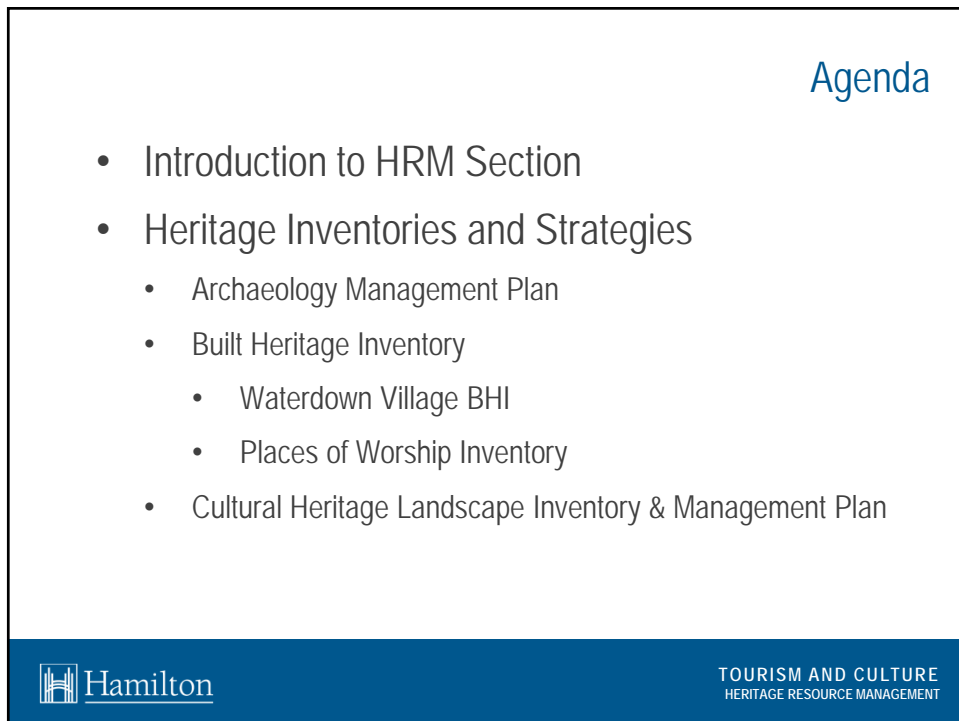 Agenda
• Introduction to HRM Section
• Heritage Inventories and Strategies
• Archaeology Management Plan
• Built Heritage Inventory
• Waterdown Village BHI
• Places of Worship Inventory
• Cultural Heritage Landscape Inventory & Management Plan
Hamilton
TOURISM AND CULTURE
HERITAGE RESOURCE MANAGEMENT